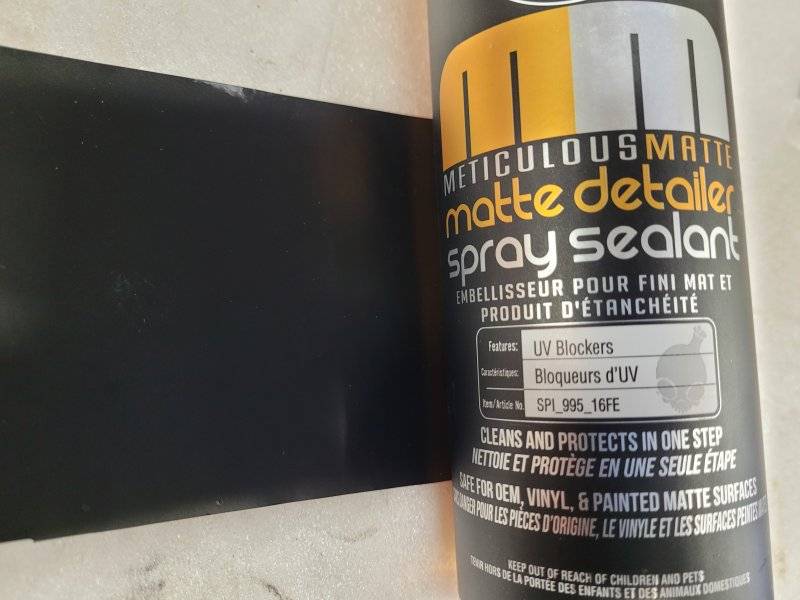 METICULOUSMATTE
matte detailer
spray sealant
EMBELLISSEUR POUR FINI MAT ET
PRODUIT D'ÉTANCHÉITÉ
Features: UV Blockers
Caractéristiques: Bloqueurs d'UV
Item/Article No. SPI_995_16FE
CLEANS AND PROTECTS IN ONE STEP
NETTOIE ET PROTÈGE EN UNE SEULE ÉTAPE
SAFE FOR OEM, VINYL, & PAINTED MATTE SURFACES
DANGER POUR LES PIÈCES D'ORIGINE, LE VINYLE ET LES SURFACES PEINTES
KEEP OUT OF REACH OF CHILDREN AND PETS
TENIR HORS DE LA PORTÉE DES ENFANTS ET DES ANIMAUX DOMESTIQUES